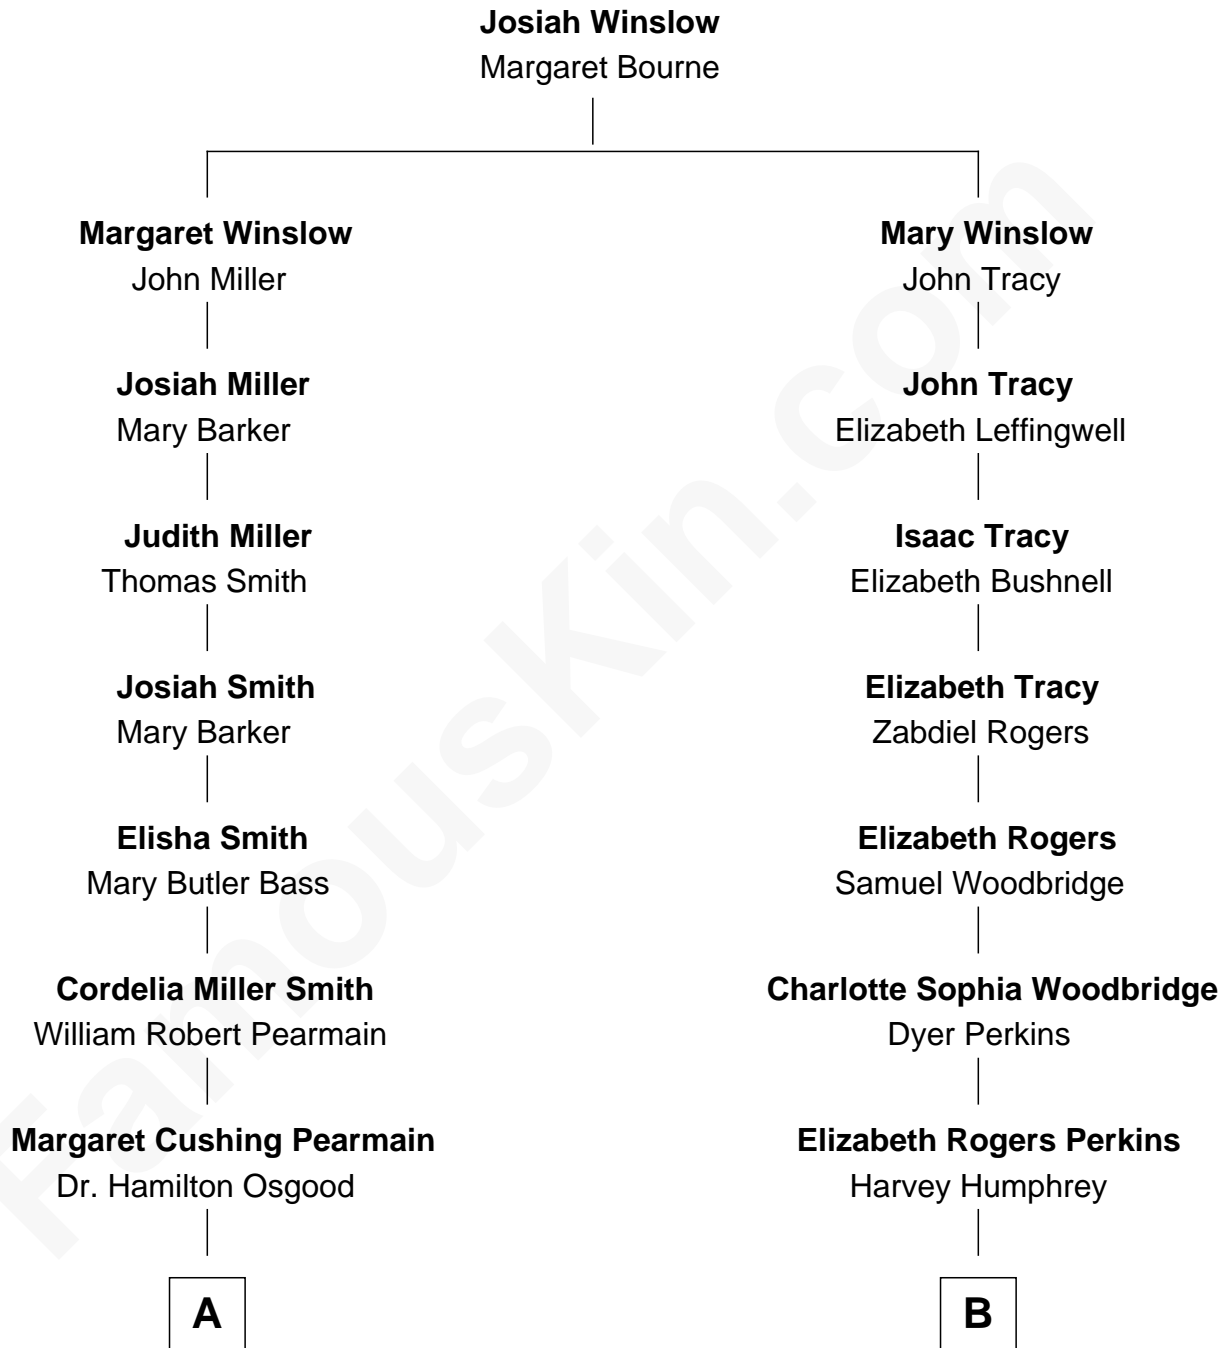 Josiah Winslow
Margaret Bourne
Margaret Winslow
John Miller
Mary Winslow
John Tracy
Josiah Miller
Mary Barker
John Tracy
Elizabeth Leffingwell
Judith Miller
Thomas Smith
Isaac Tracy
Elizabeth Bushnell
Josiah Smith
Mary Barker
Elizabeth Tracy
Zabdiel Rogers
Elisha Smith
Mary Butler Bass
Elizabeth Rogers
Samuel Woodbridge
Cordelia Miller Smith
William Robert Pearmain
Charlotte Sophia Woodbridge
Dyer Perkins
Margaret Cushing Pearmain
Dr. Hamilton Osgood
Elizabeth Rogers Perkins
Harvey Humphrey
A
B
FamousKin.com